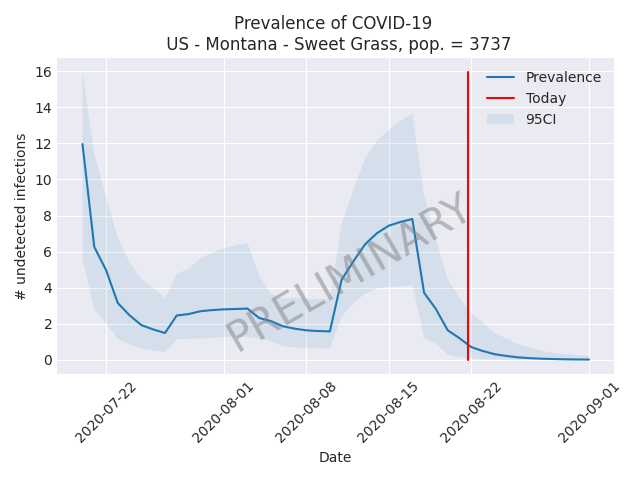 Prevalence of COVID-19
US - Montana - Sweet Grass, pop. = 3737
16
14
12
10
8
6
4
2
0
# undetected infections
Prevalence
Today
95CI
PRELIMINARY
2020-07-22
2020-08-01
2020-08-08
2020-08-15
2020-08-22
2020-09-01
Date